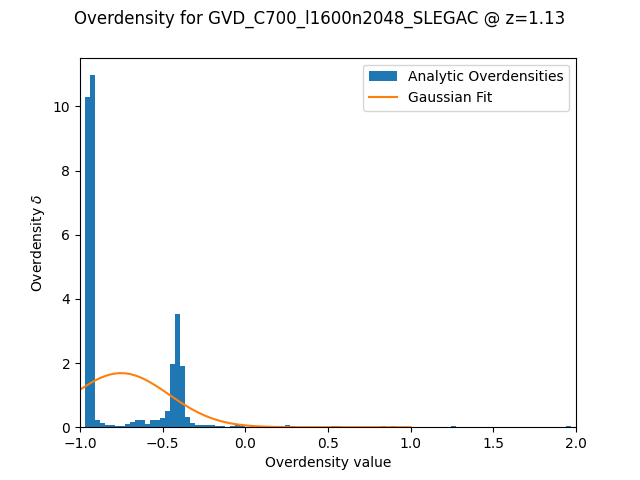 Overdensity for GVD_C700_l1600n2048_SLEGAC @ z=1.13
Analytic Overdensities
Gaussian Fit
Overdensity δ
10
8
6
4
2
0
−1.0 −0.5 0.0 0.5 1.0 1.5 2.0
Overdensity value